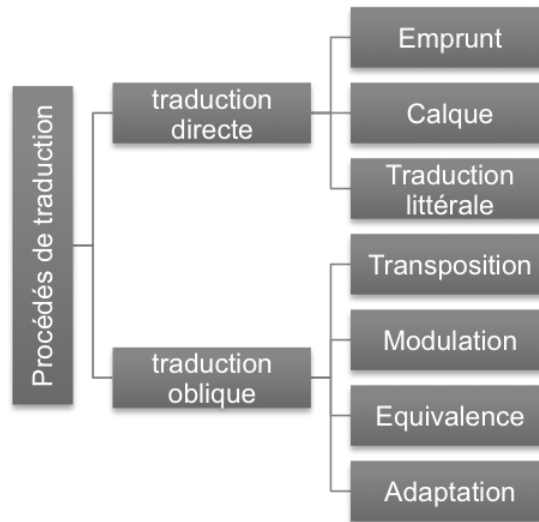 Procédés de traduction
traduction
directe
Emprunt
Calque
Traduction
littérale
traduction
oblique
Transposition
Modulation
Equivalence
Adaptation